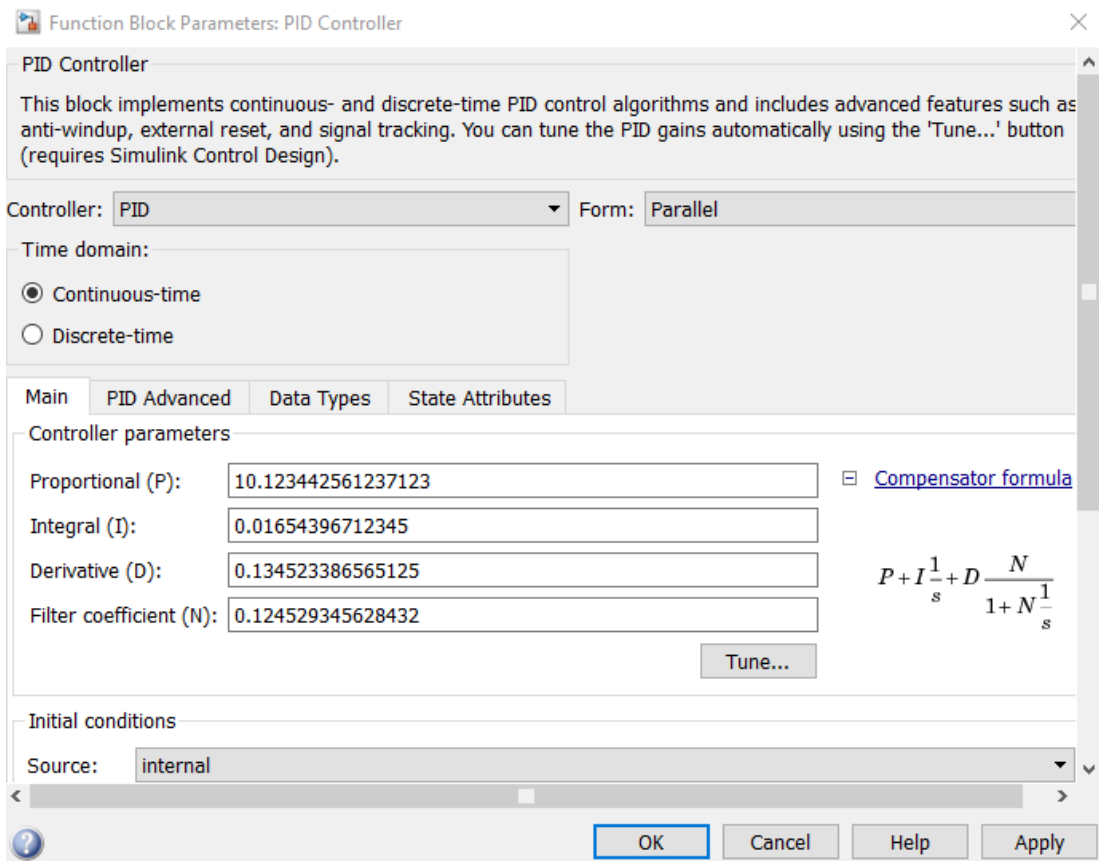 Function Block Parameters: PID Controller
PID Controller
This block implements continuous- and discrete-time PID control algorithms and includes advanced features such as
anti-windup, external reset, and signal tracking. You can tune the PID gains automatically using the 'Tune...' button
(requires Simulink Control Design).
Controller: PID Form: Parallel
Time domain:
Continuous-time
Discrete-time
Main PID Advanced Data Types State Attributes
Controller parameters
Proportional (P): 10.123442561237123 Compensator formula
Integral (I): 0.01654396712345
Derivative (D): 0.134523386565125
P + I 1/s + D N/(1 + N 1/s)
Filter coefficient (N): 0.124529345628432
Tune...
Initial conditions
Source: internal
OK Cancel Help Apply